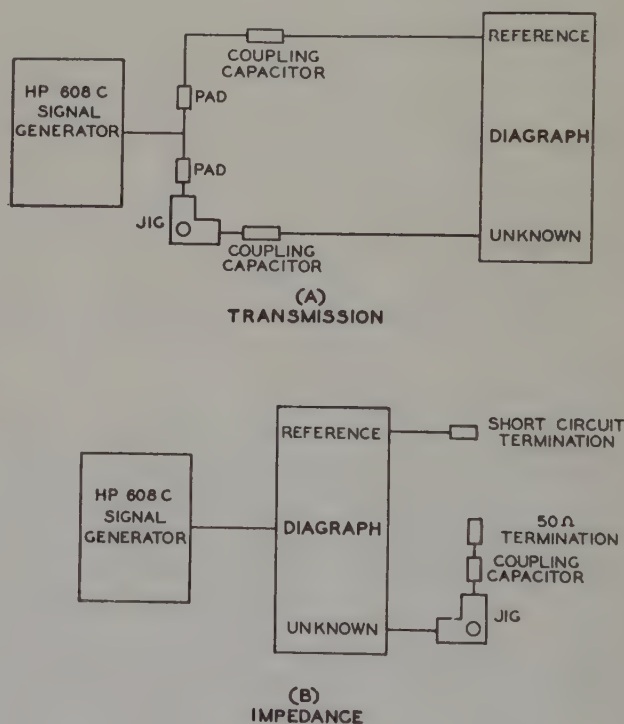 REFERENCE
COUPLING
CAPACITOR
HP 608 C
SIGNAL
GENERATOR
PAD
DIAGRAPH
PAD
JIG
UNKNOWN
COUPLING
CAPACITOR
(A)
TRANSMISSION
SHORT CIRCUIT
TERMINATION
REFERENCE
HP 608 C
SIGNAL
GENERATOR
DIAGRAPH
50Ω
TERMINATION
COUPLING
CAPACITOR
JIG
UNKNOWN
(B)
IMPEDANCE